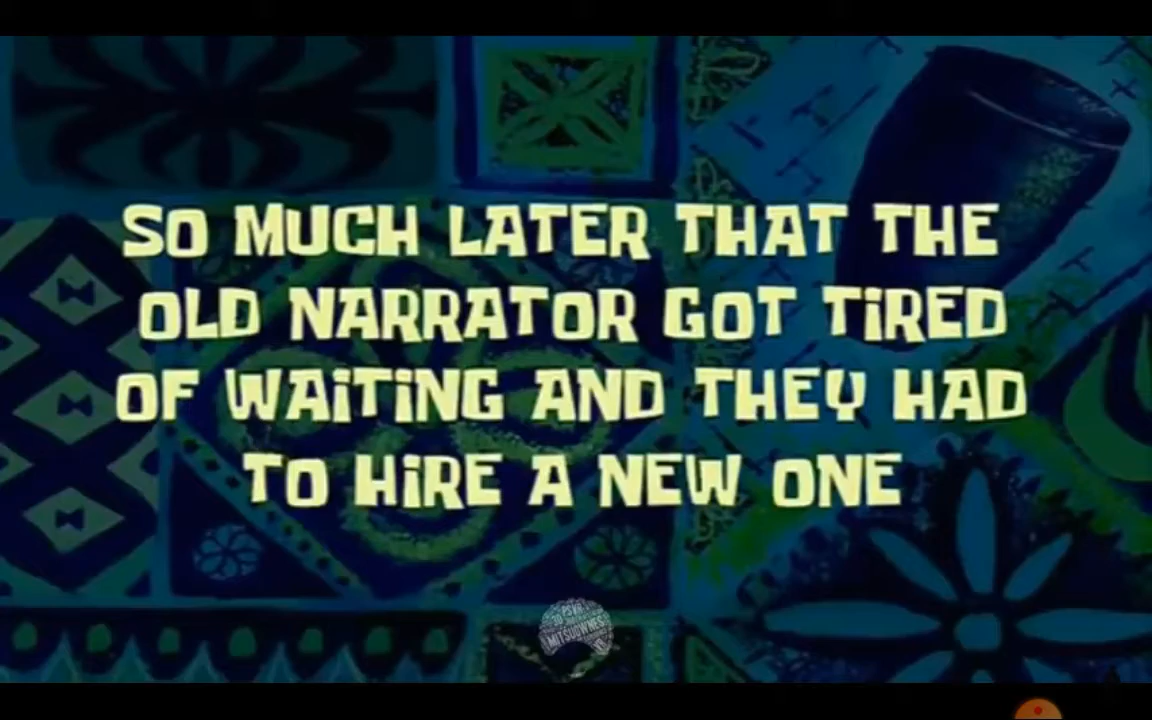 SO MUCH LATER THAT THE
OLD NARRATOR GOT TIRED
OF WAITING AND THEY HAD
TO HIRE A NEW ONE